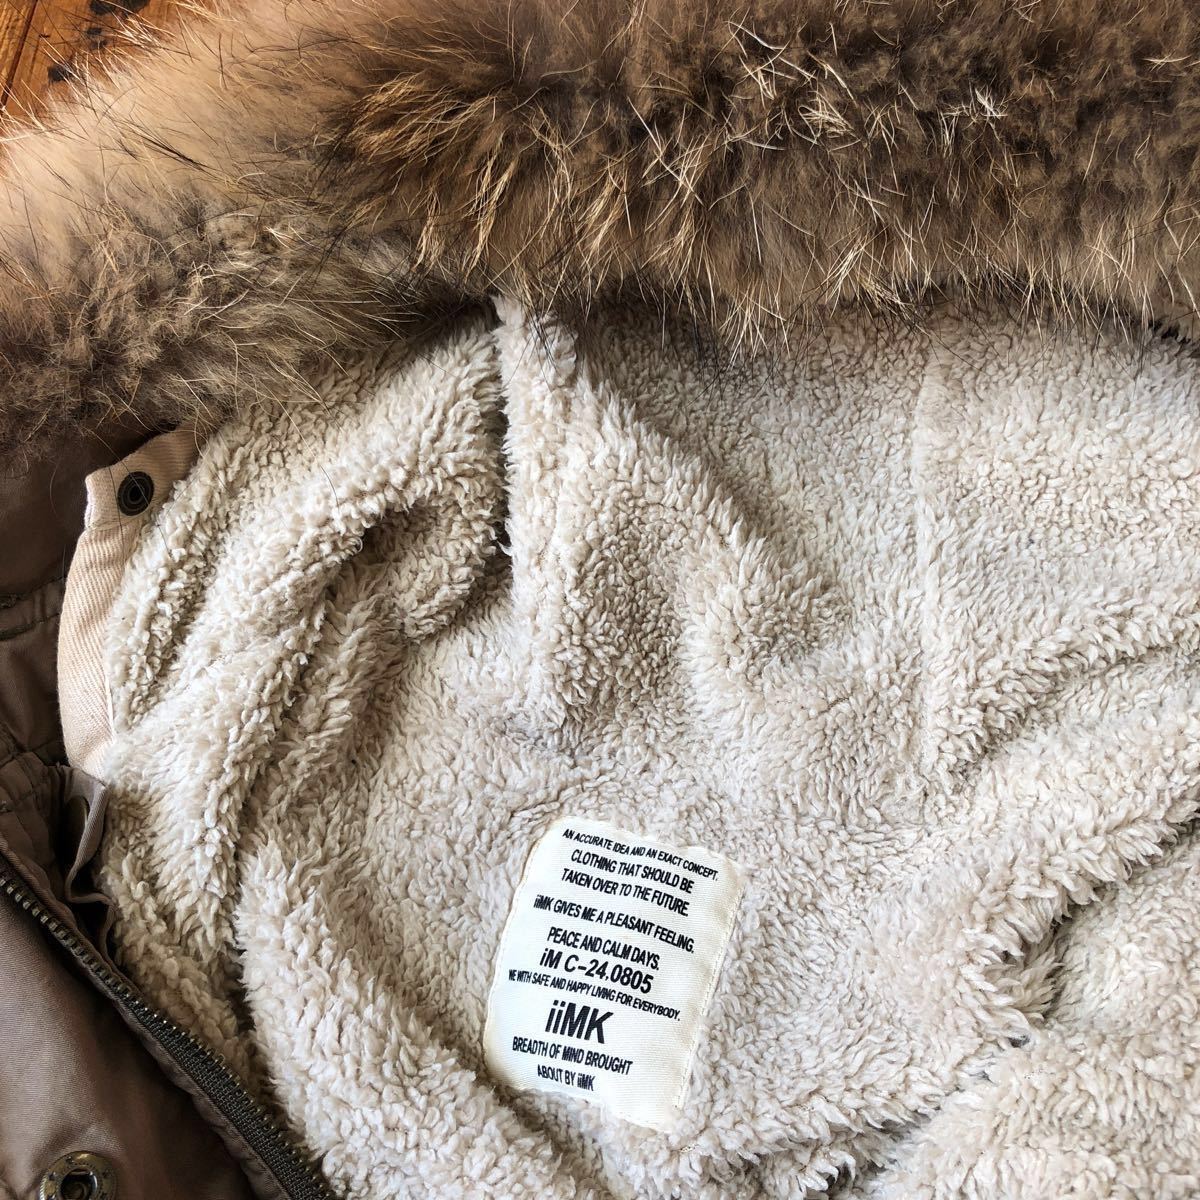 AN ACCURATE IDEA AND AN EXACT CONCEPT.
CLOTHING THAT SHOULD BE
TAKEN OVER TO THE FUTURE.
iiMK GIVES ME A PLEASANT FEELING.
PEACE AND CALM DAYS.
iM C-24,0805
WE WITH SAFE AND HAPPY LIVING FOR EVERYBODY.
iiMK
BREADTH OF MIND BROUGHT
ABOUT BY iiMK